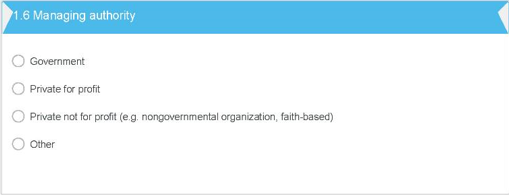 1.6 Managing authority
Government
Private for profit
Private not for profit (e.g. nongovernmental organization, faith-based)
Other